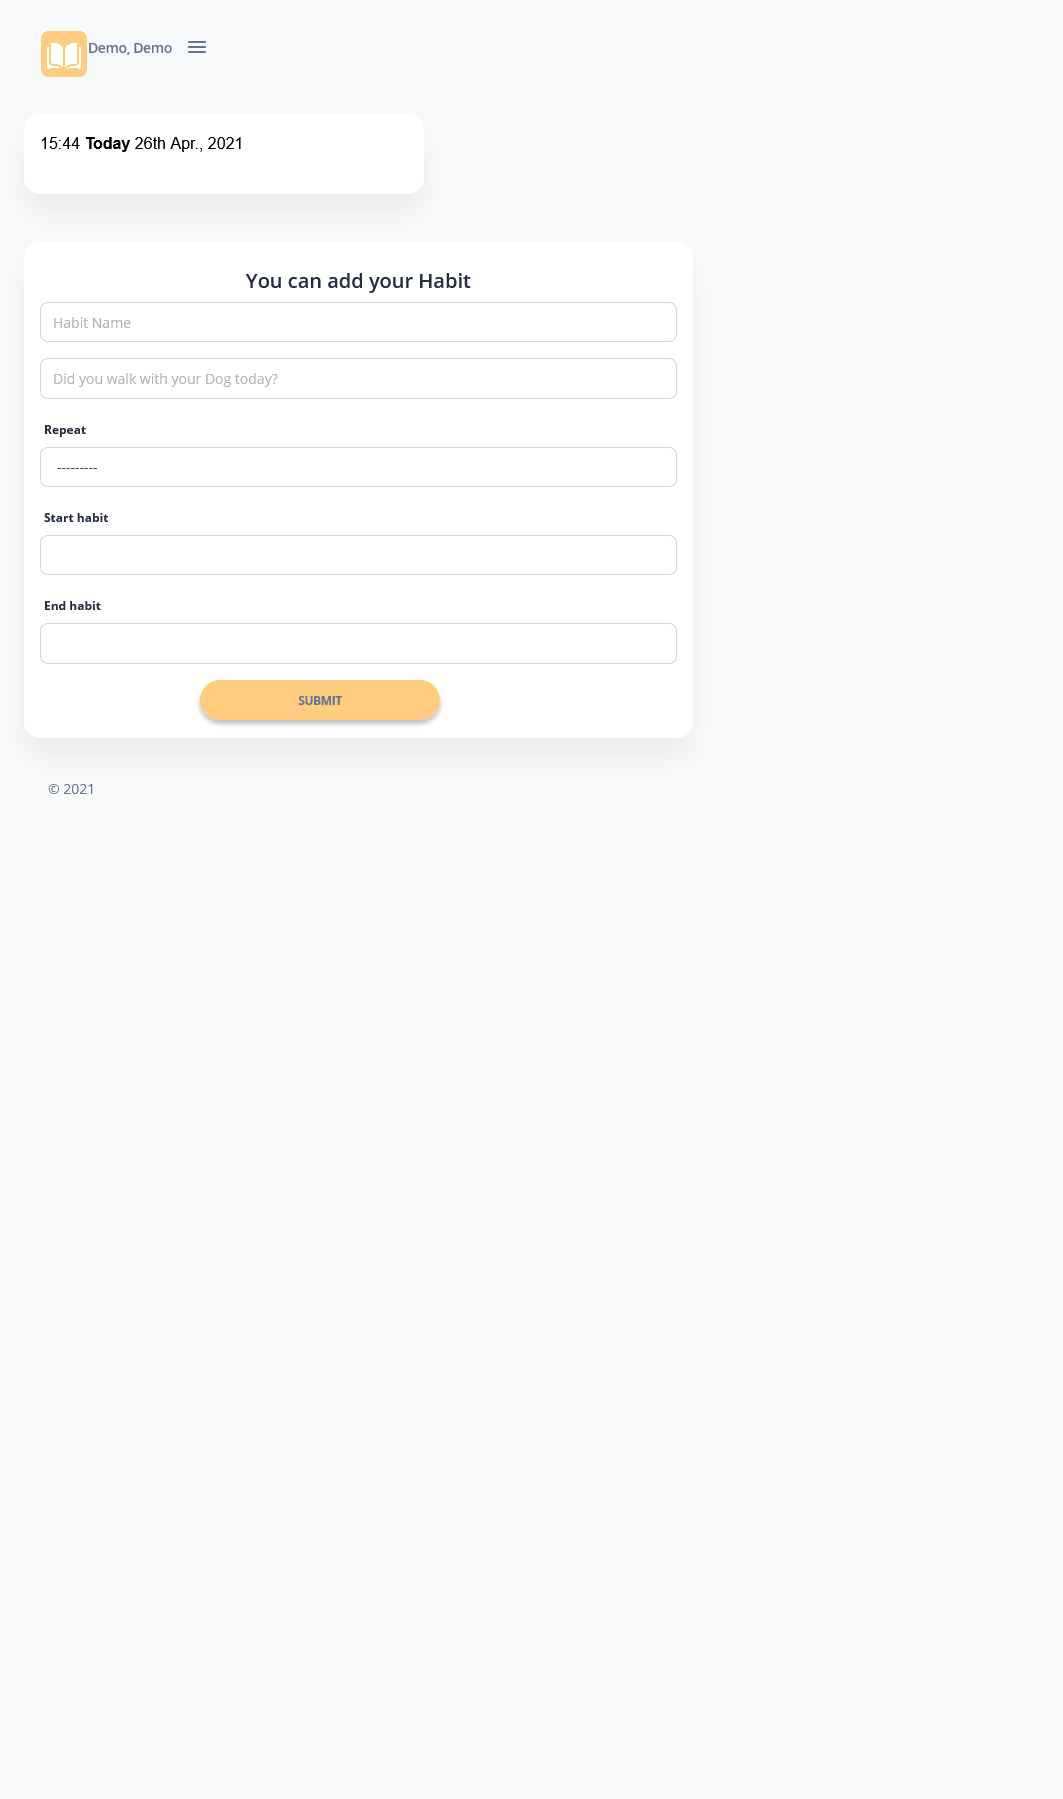 Demo, Demo
15:44 Today 26th Apr., 2021
You can add your Habit
Habit Name
Did you walk with your Dog today?
Repeat
---------
Start habit
End habit
SUBMIT
© 2021